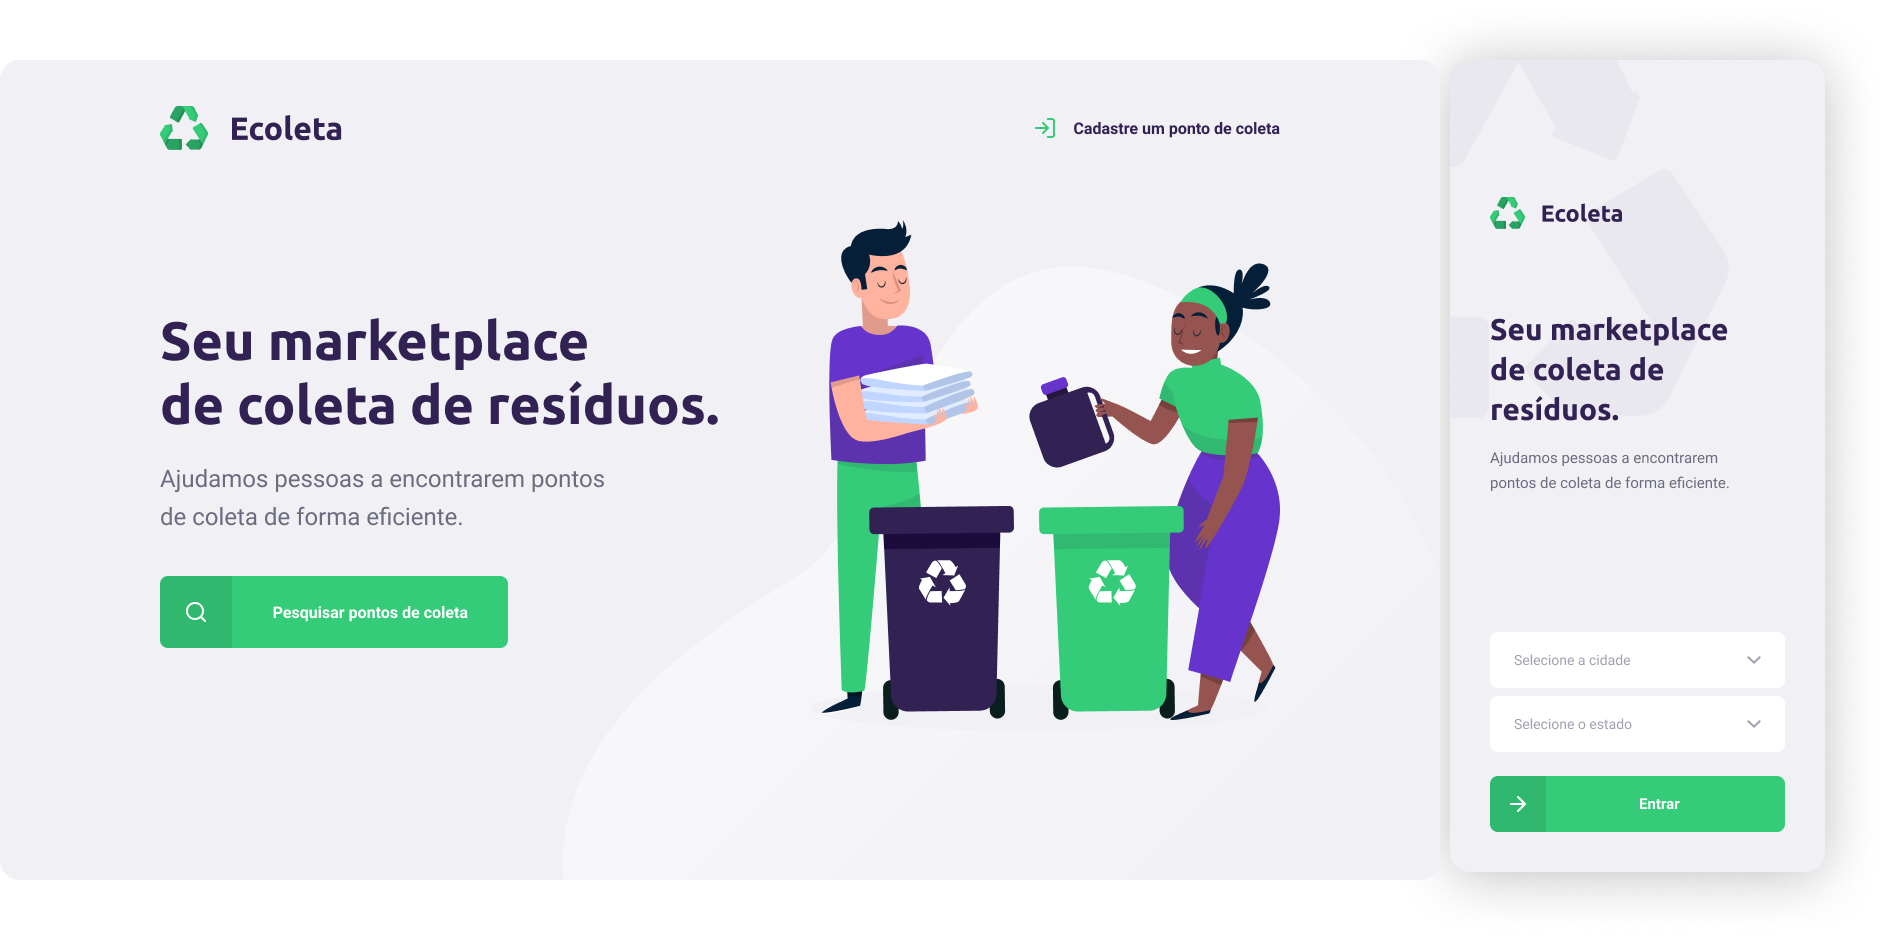 Ecoleta
Cadastre um ponto de coleta
Seu marketplace
de coleta de resíduos.
Ajudamos pessoas a encontrarem pontos
de coleta de forma eficiente.
Pesquisar pontos de coleta
Ecoleta
Seu marketplace
de coleta de
resíduos.
Ajudamos pessoas a encontrarem
pontos de coleta de forma eficiente.
Selecione a cidade
Selecione o estado
Entrar